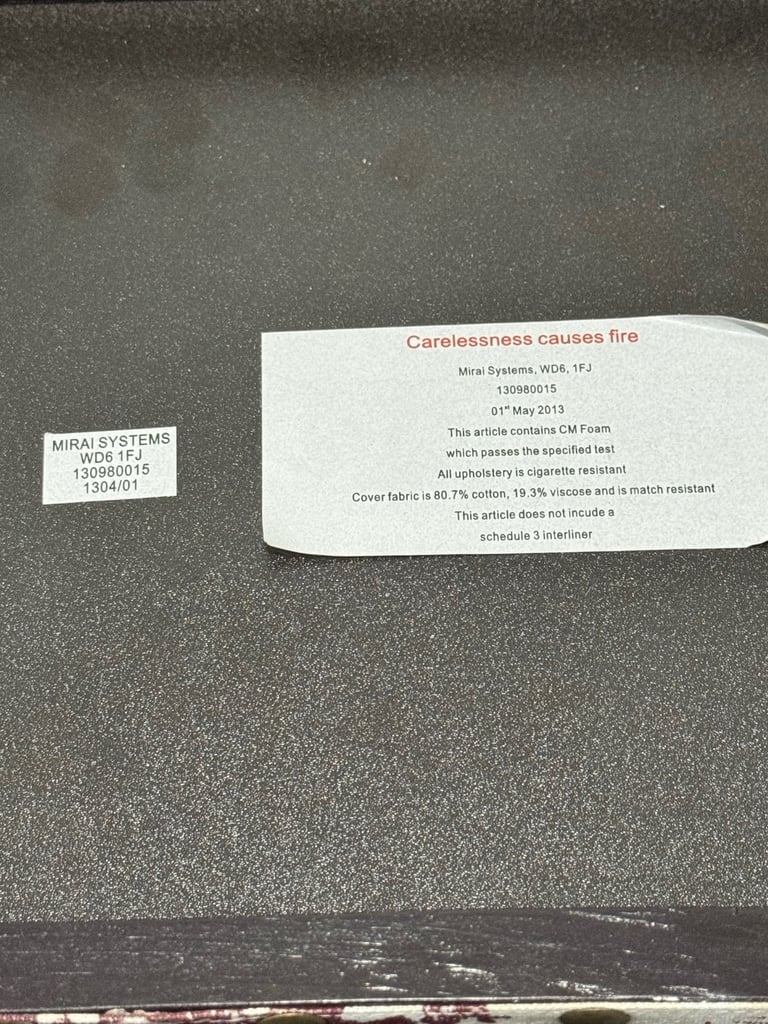 Carelessness causes fire
Mirai Systems, WD6, 1FJ
130980015
01st May 2013
This article contains CM Foam
which passes the specified test
All upholstery is cigarette resistant
Cover fabric is 80.7% cotton, 19.3% viscose and is match resistant
This article does not incude a
schedule 3 interliner
MIRAI SYSTEMS
WD6 1FJ
130980015
1304/01